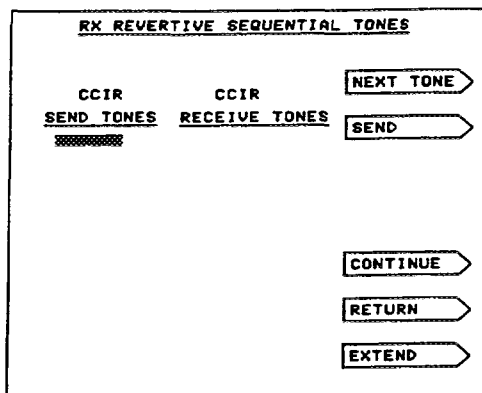 RX REVERTIVE SEQUENTIAL TONES
CCIR CCIR
SEND TONES RECEIVE TONES
NEXT TONE
SEND
CONTINUE
RETURN
EXTEND